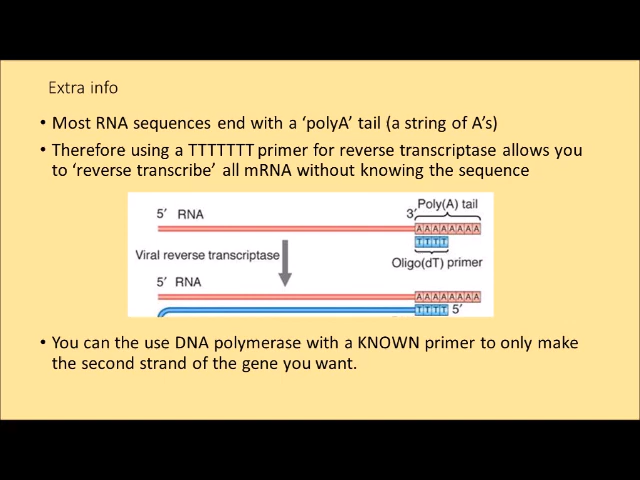 Extra info
• Most RNA sequences end with a ‘polyA’ tail (a string of A’s)
• Therefore using a TTTTTTT primer for reverse transcriptase allows you
to ‘reverse transcribe’ all mRNA without knowing the sequence
5′ RNA 3′ Poly(A) tail
AAAAAAAA
TTTT
Viral reverse transcriptase
Oligo(dT) primer
5′ RNA
AAAAAAAA
TTTT 5′
• You can the use DNA polymerase with a KNOWN primer to only make
the second strand of the gene you want.